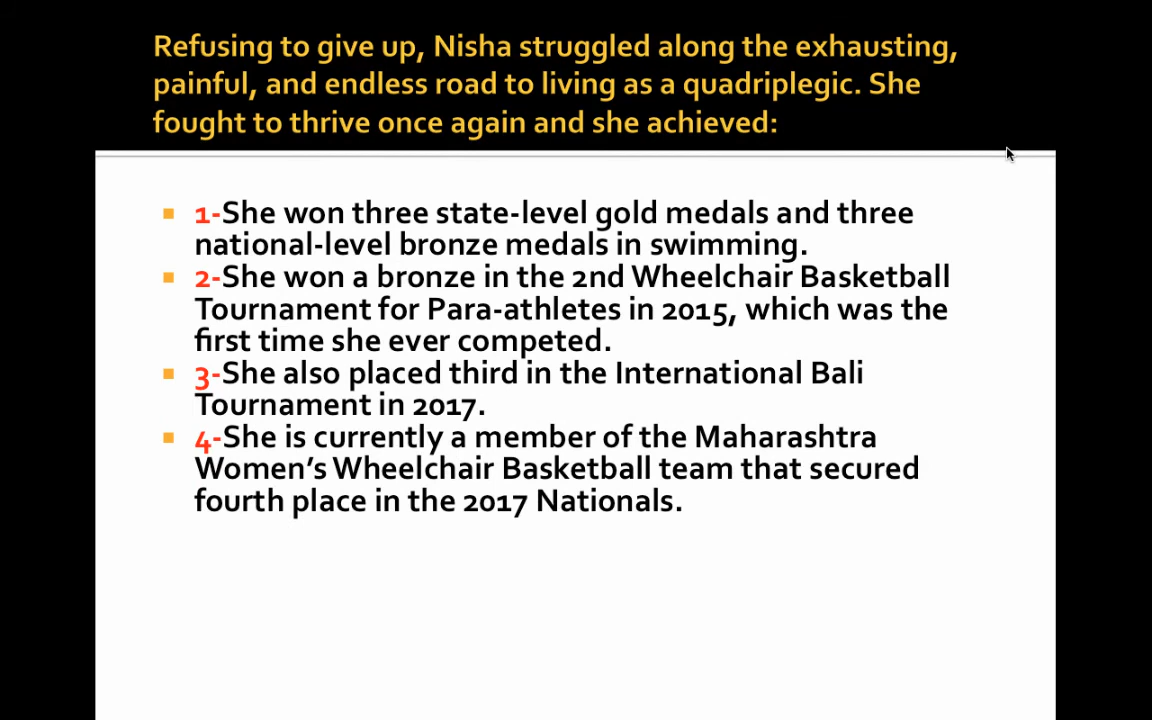 Refusing to give up, Nisha struggled along the exhausting,
painful, and endless road to living as a quadriplegic. She
fought to thrive once again and she achieved:
1-She won three state-level gold medals and three
national-level bronze medals in swimming.
2-She won a bronze in the 2nd Wheelchair Basketball
Tournament for Para-athletes in 2015, which was the
first time she ever competed.
3-She also placed third in the International Bali
Tournament in 2017.
4-She is currently a member of the Maharashtra
Women’s Wheelchair Basketball team that secured
fourth place in the 2017 Nationals.